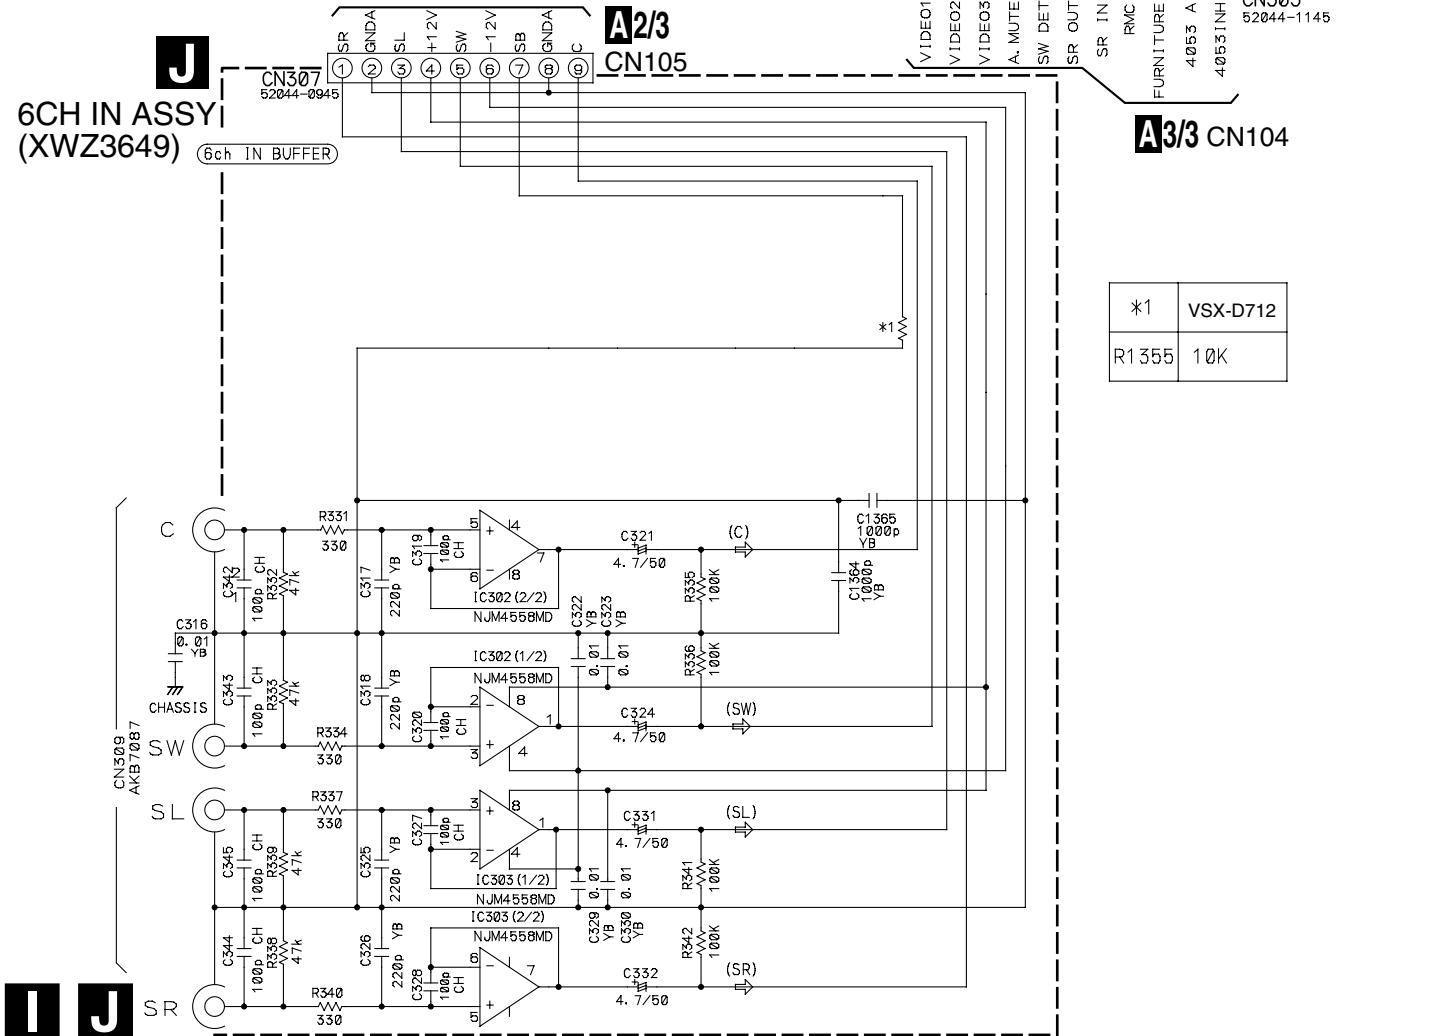 SR
GNDA
SL
+12V
SW
-12V
SB
GNDA
C
A 2/3
CN105
J
CN307
52044-0945
1 2 3 4 5 6 7 8 9
6CH IN ASSY
(XWZ3649)
6ch IN BUFFER
VIDEO1
VIDEO2
VIDEO3
A.MUTE
SW DET
SR OUT
SR IN
RMC
FURNITURE
4053 A
4053INH
CN305
52044-1145
A 3/3 CN104
*1
*1 VSX-D712
R1355 10K
C
R331
330
C342
100p CH
R332
47k
C317
220p YB
C319
100p
CH
5
+
4
7
6
-
8
IC302(2/2)
NJM4558MD
C321
+
4.7/50
(C)
R335
100K
C1365
1000p
YB
C1364
1000p
YB
C322
YB
C323
YB
0.01
0.01
C316
0.01
YB
CHASSIS
C343
100p CH
R333
47k
C318
220p YB
R336
100K
IC302(1/2)
NJM4558MD
2
-
8
1
C320
100p
CH
3
+
4
C324
+
4.7/50
(SW)
SW
R334
330
CN309
AKB7087
SL
R337
330
C345
100p CH
R339
47k
C325
220p YB
C327
100p
CH
3
+
8
1
2
-
4
IC303(1/2)
NJM4558MD
C331
+
4.7/50
(SL)
R341
100K
0.01
0.01
C329
YB
C330
YB
IC303(2/2)
NJM4558MD
C344
100p CH
R338
47k
C326
220p YB
C328
100p
CH
6
-
7
5
+
C332
+
4.7/50
(SR)
R342
100K
SR
R340
330
I J